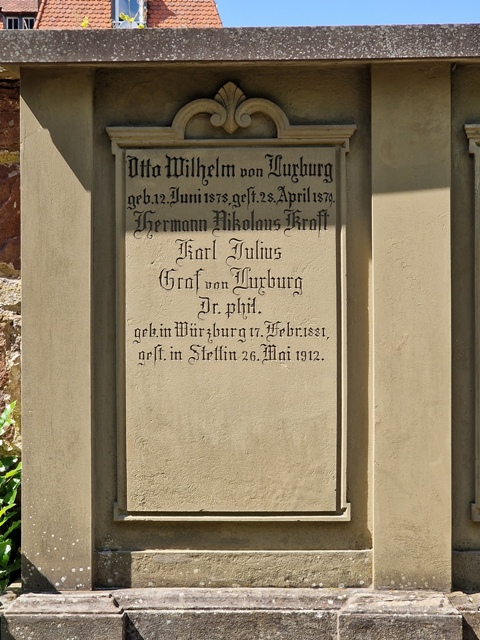 Otto Wilhelm von Luxburg
geb. 12. Juni 1878, gest. 28. April 1879.
Hermann Nikolaus Kraft
Karl Julius
Graf von Luxburg
Dr. phil.
geb. in Würzburg 17. Febr. 1881,
gest. in Stettin 26. Mai 1912.